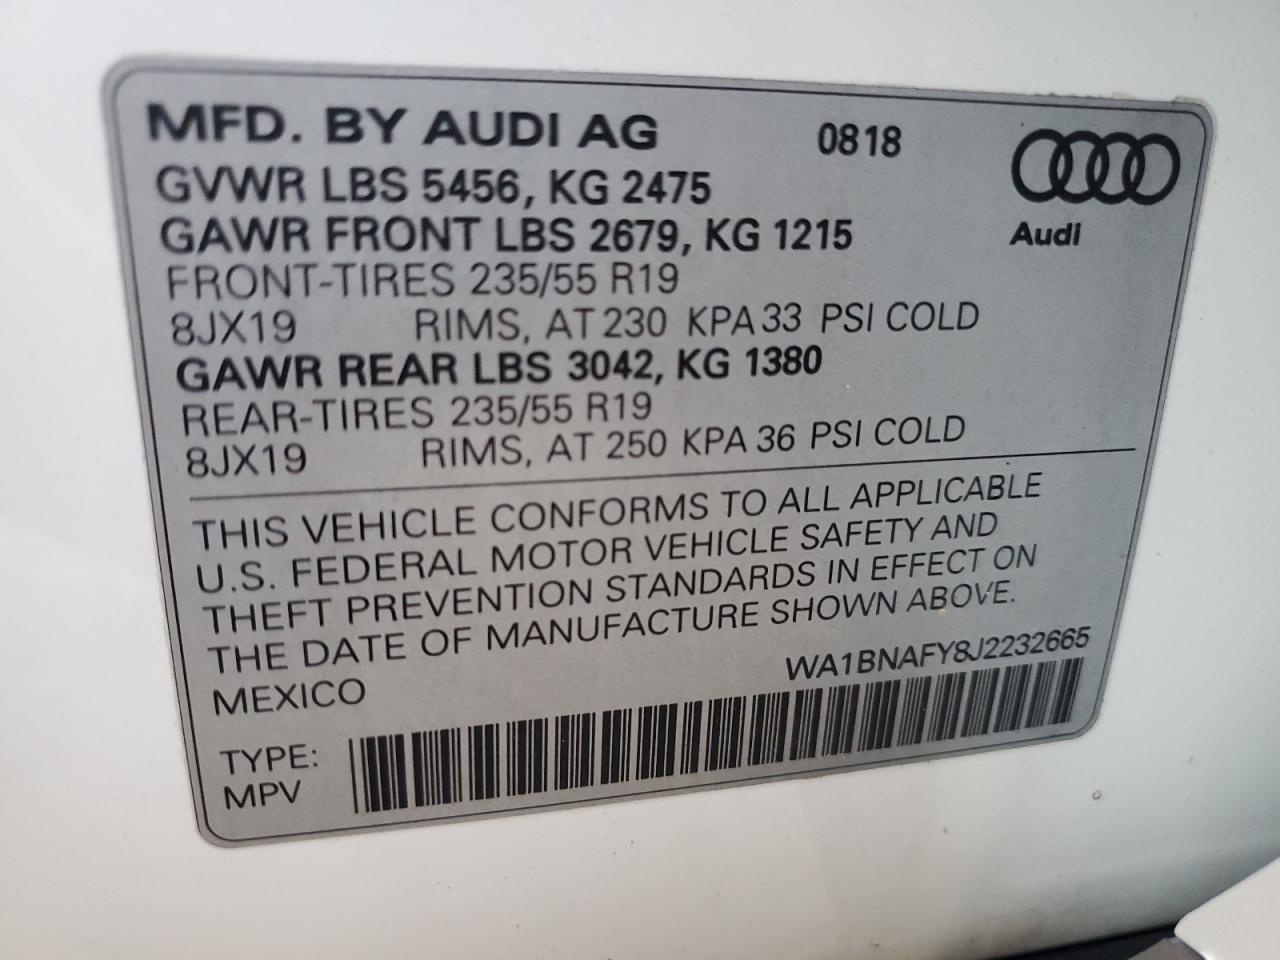 MFD. BY AUDI AG 0818
GVWR LBS 5456, KG 2475
GAWR FRONT LBS 2679, KG 1215
Audi
FRONT-TIRES 235/55 R19
8JX19 RIMS, AT 230 KPA 33 PSI COLD
GAWR REAR LBS 3042, KG 1380
REAR-TIRES 235/55 R19
8JX19 RIMS, AT 250 KPA 36 PSI COLD
THIS VEHICLE CONFORMS TO ALL APPLICABLE
U.S. FEDERAL MOTOR VEHICLE SAFETY AND
THEFT PREVENTION STANDARDS IN EFFECT ON
THE DATE OF MANUFACTURE SHOWN ABOVE.
MEXICO WA1BNAFY8J2232665
TYPE:
MPV